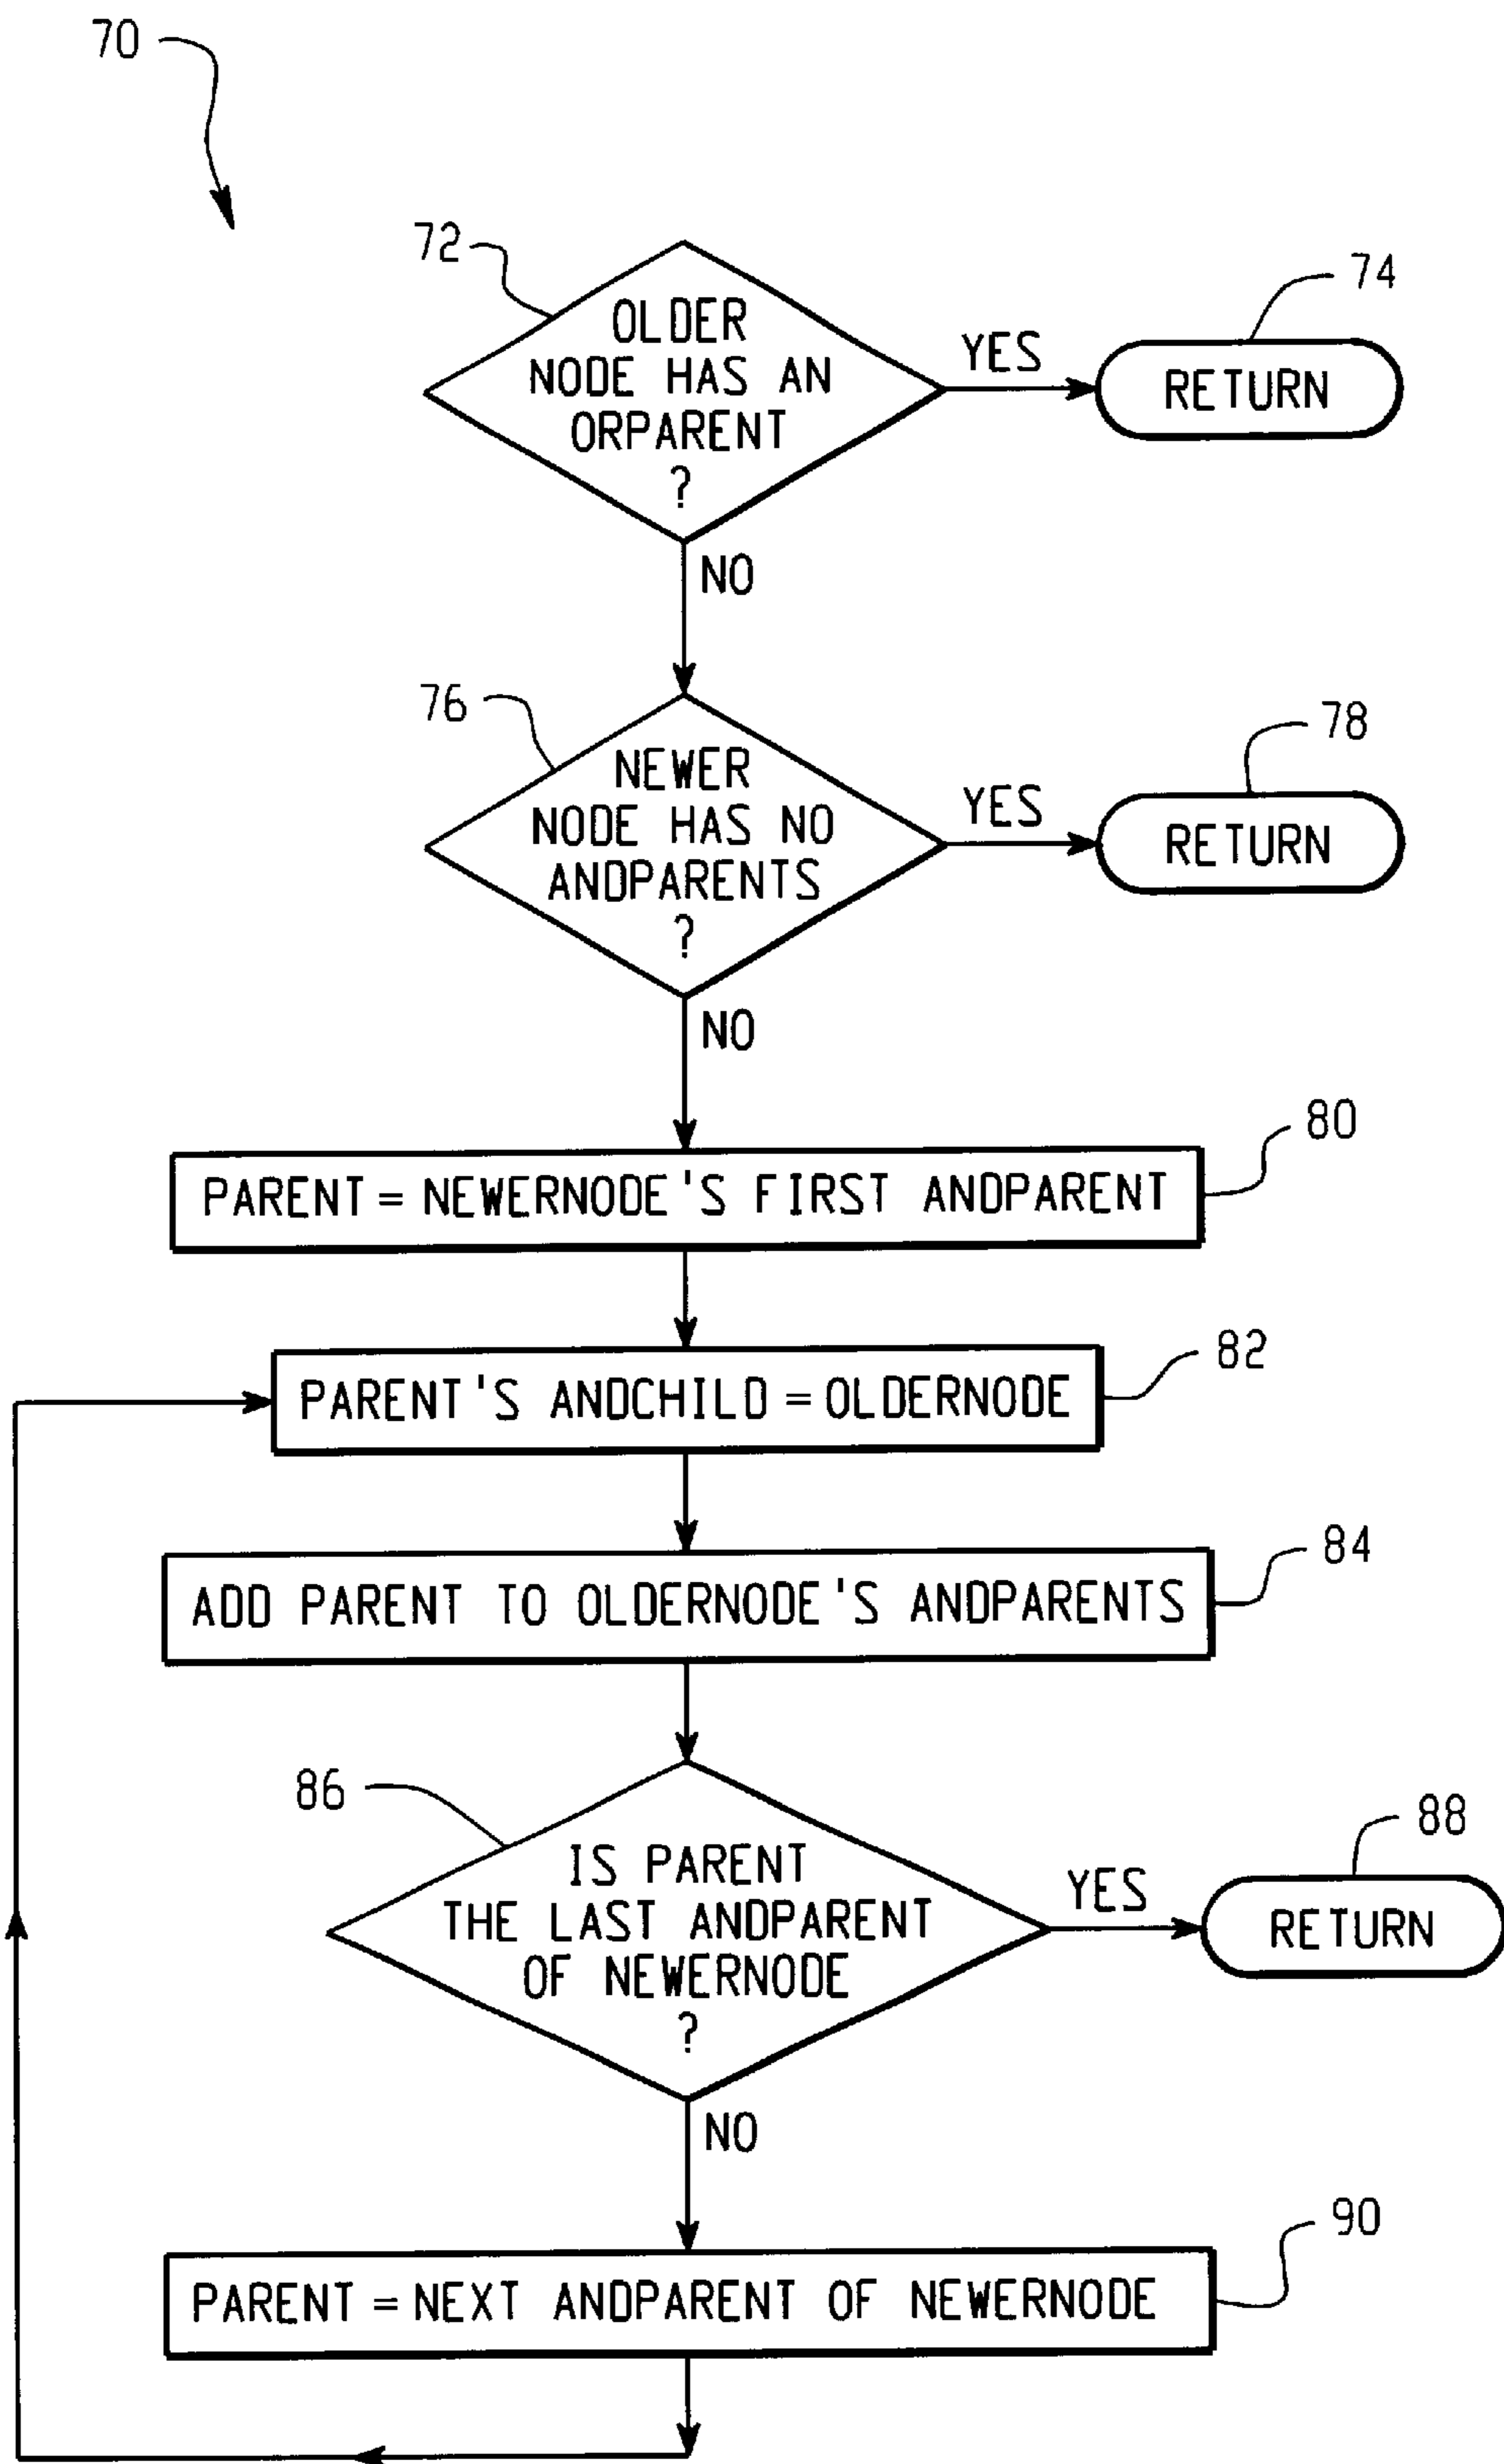 70
72
OLDER
NODE HAS AN
ORPARENT
?
YES
74
RETURN
NO
76
NEWER
NODE HAS NO
ANDPARENTS
?
YES
78
RETURN
NO
80
PARENT = NEWERNODE'S FIRST ANDPARENT
82
PARENT'S ANDCHILD = OLDERNODE
84
ADD PARENT TO OLDERNODE'S ANDPARENTS
86
IS PARENT
THE LAST ANDPARENT
OF NEWERNODE
?
YES
88
RETURN
NO
90
PARENT = NEXT ANDPARENT OF NEWERNODE